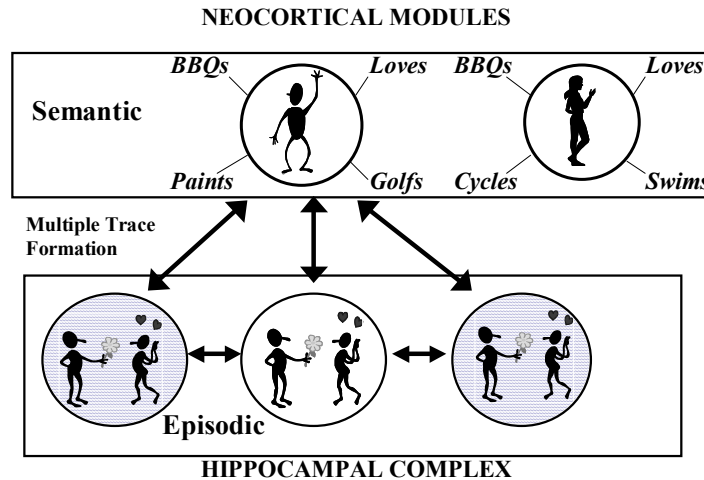 NEOCORTICAL MODULES
BBQs Loves BBQs Loves
Semantic
Paints Golfs Cycles Swims
Multiple Trace
Formation
Episodic
HIPPOCAMPAL COMPLEX